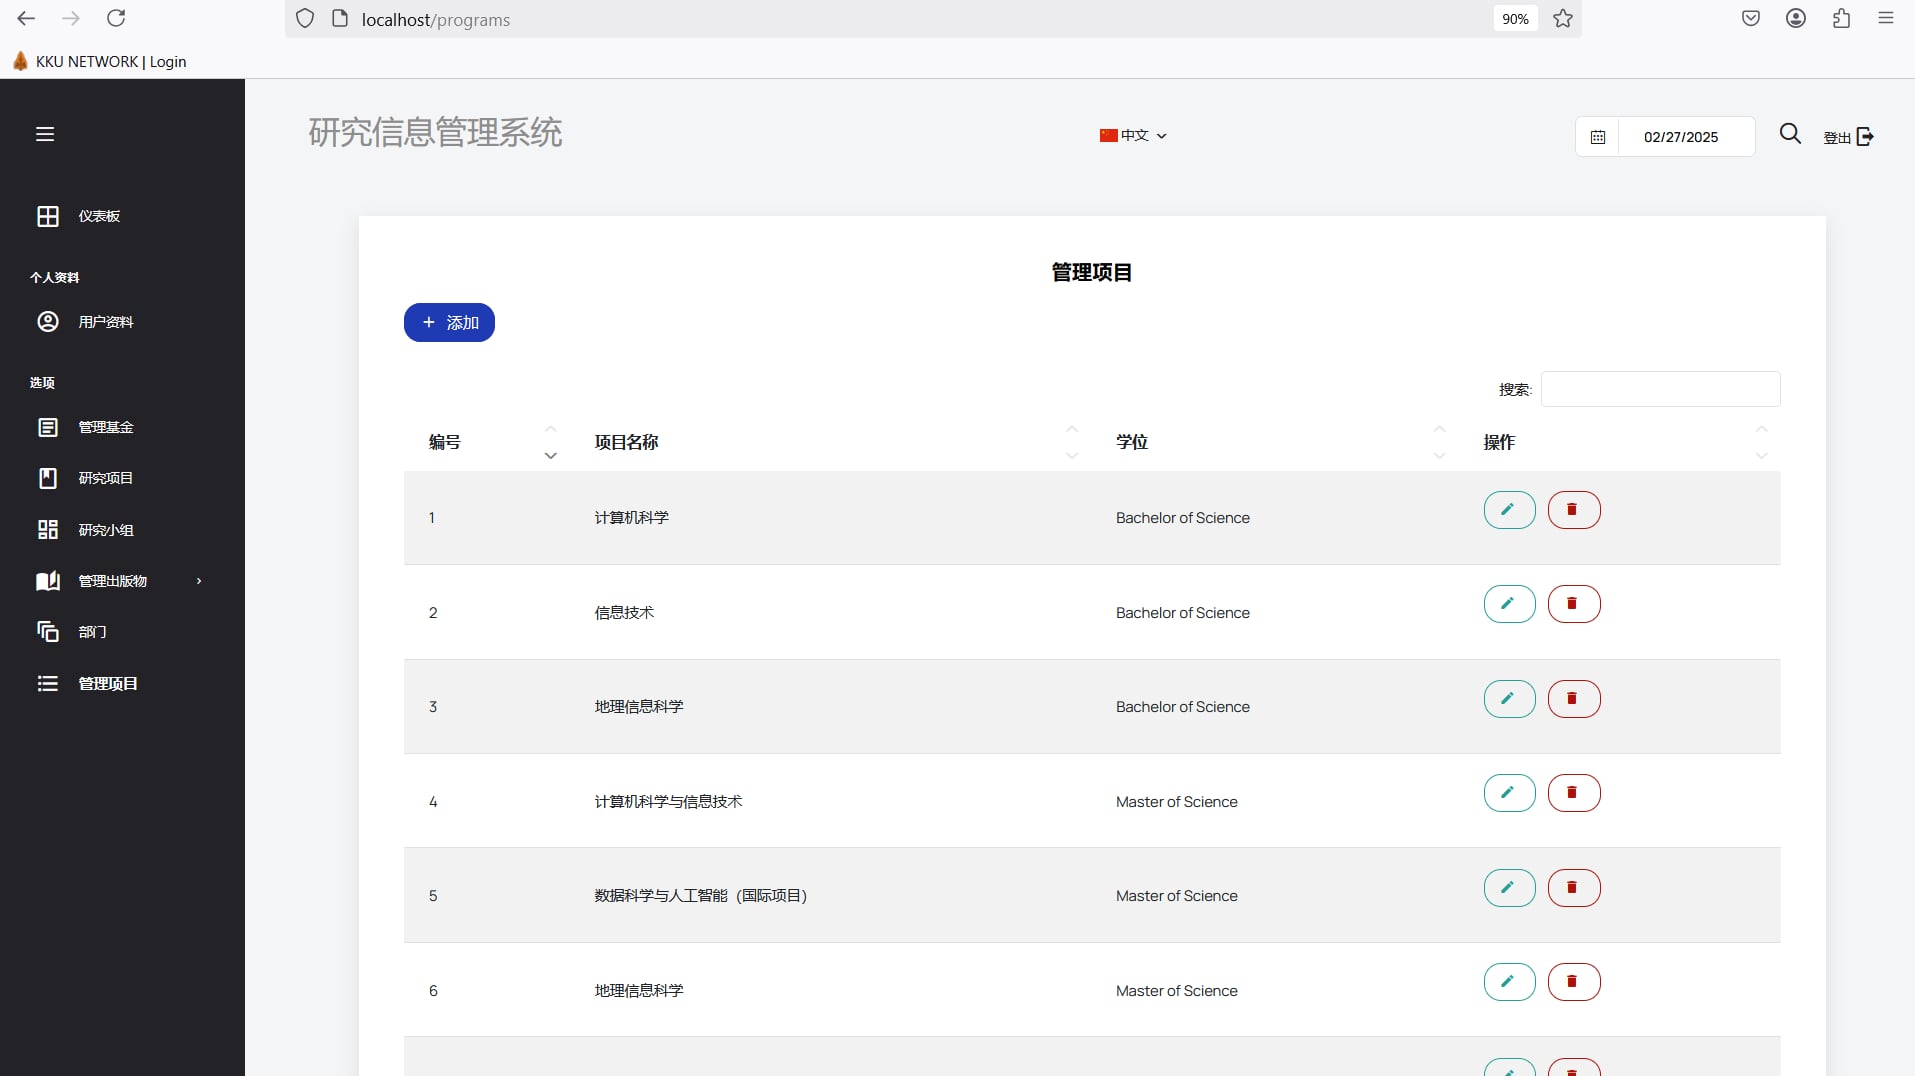 localhost/programs
90%
KKU NETWORK | Login
研究信息管理系统
中文
02/27/2025
登出
仪表板
个人资料
用户资料
选项
管理基金
研究项目
研究小组
管理出版物
部门
管理项目
管理项目
+ 添加
搜索:
编号 项目名称 学位 操作
1 计算机科学 Bachelor of Science
2 信息技术 Bachelor of Science
3 地理信息科学 Bachelor of Science
4 计算机科学与信息技术 Master of Science
5 数据科学与人工智能（国际项目） Master of Science
6 地理信息科学 Master of Science